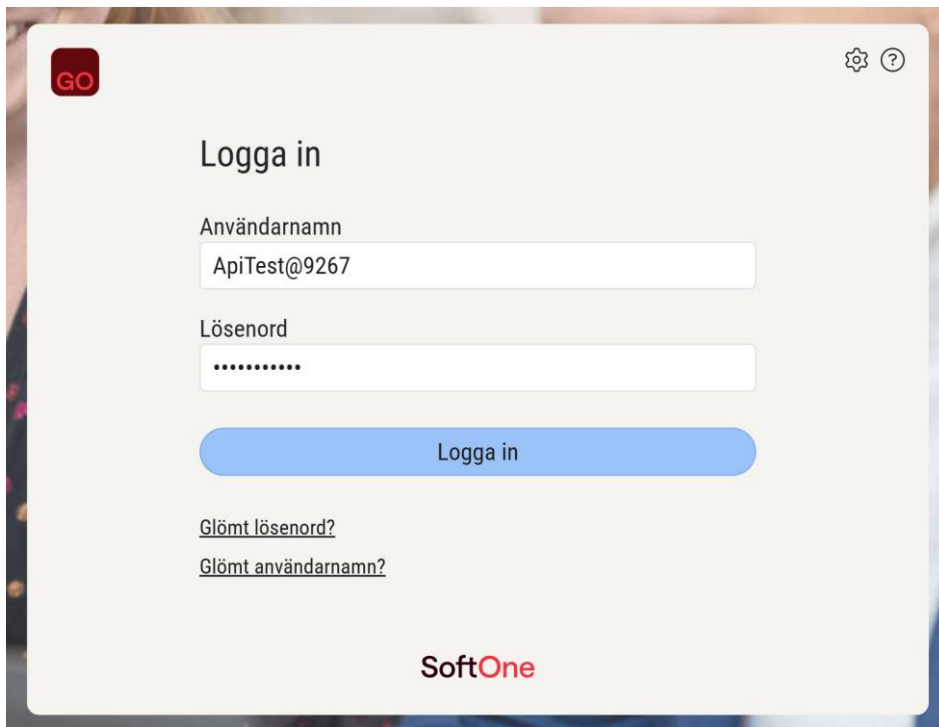 GO
Logga in
Användarnamn
ApiTest@9267
Lösenord
•••••••••••
Logga in
Glömt lösenord?
Glömt användarnamn?
SoftOne